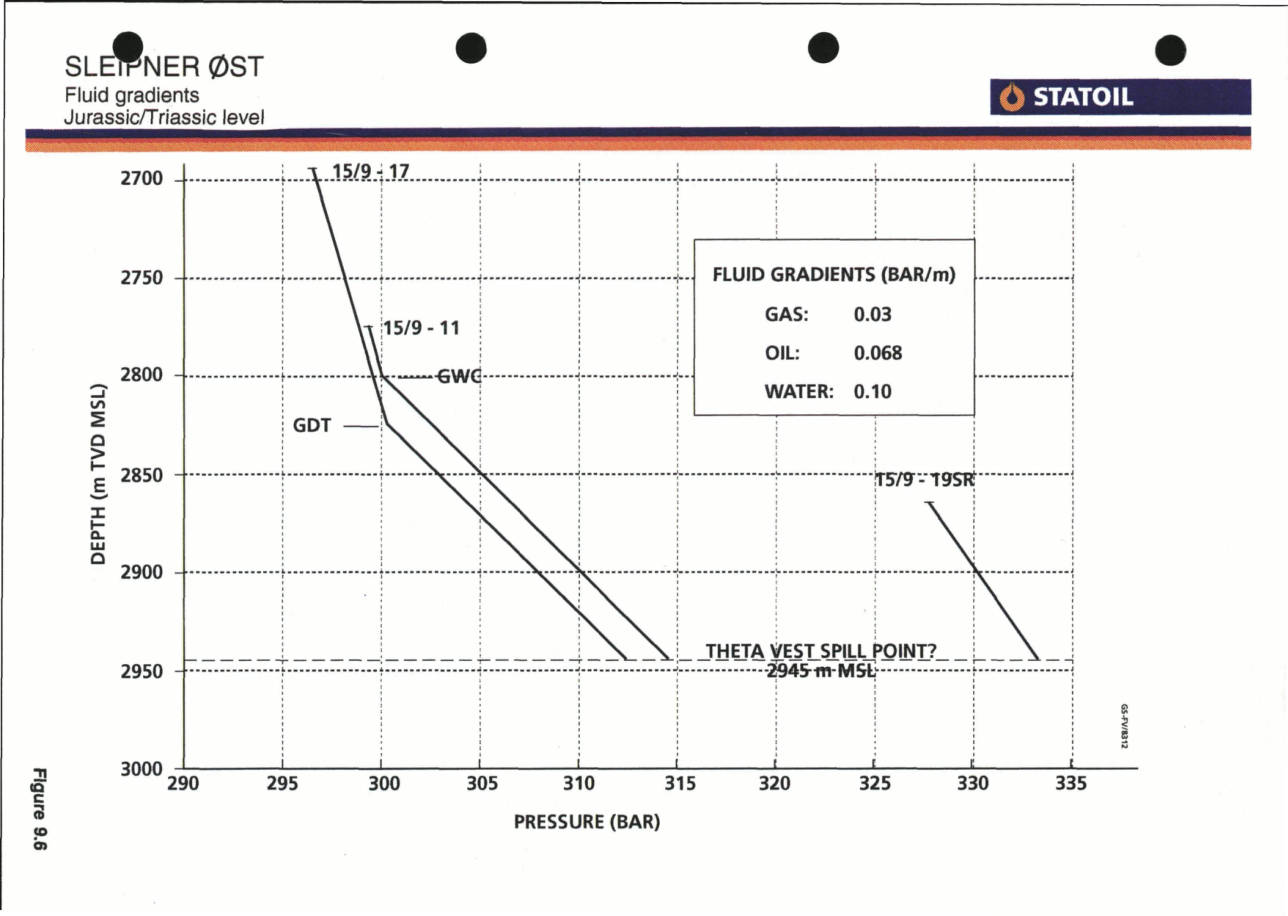 SLEIPNER ØST
Fluid gradients
Jurassic/Triassic level
STATOIL
2700
2750
2800
2850
2900
2950
3000
DEPTH (m TVD MSL)
15/9 - 17
15/9 - 11
GWC
GDT
FLUID GRADIENTS (BAR/m)
GAS: 0.03
OIL: 0.068
WATER: 0.10
15/9 - 19SR
THETA VEST SPILL POINT?
2945 m MSL
290 295 300 305 310 315 320 325 330 335
PRESSURE (BAR)
GS-FV/8312
Figure 9.6